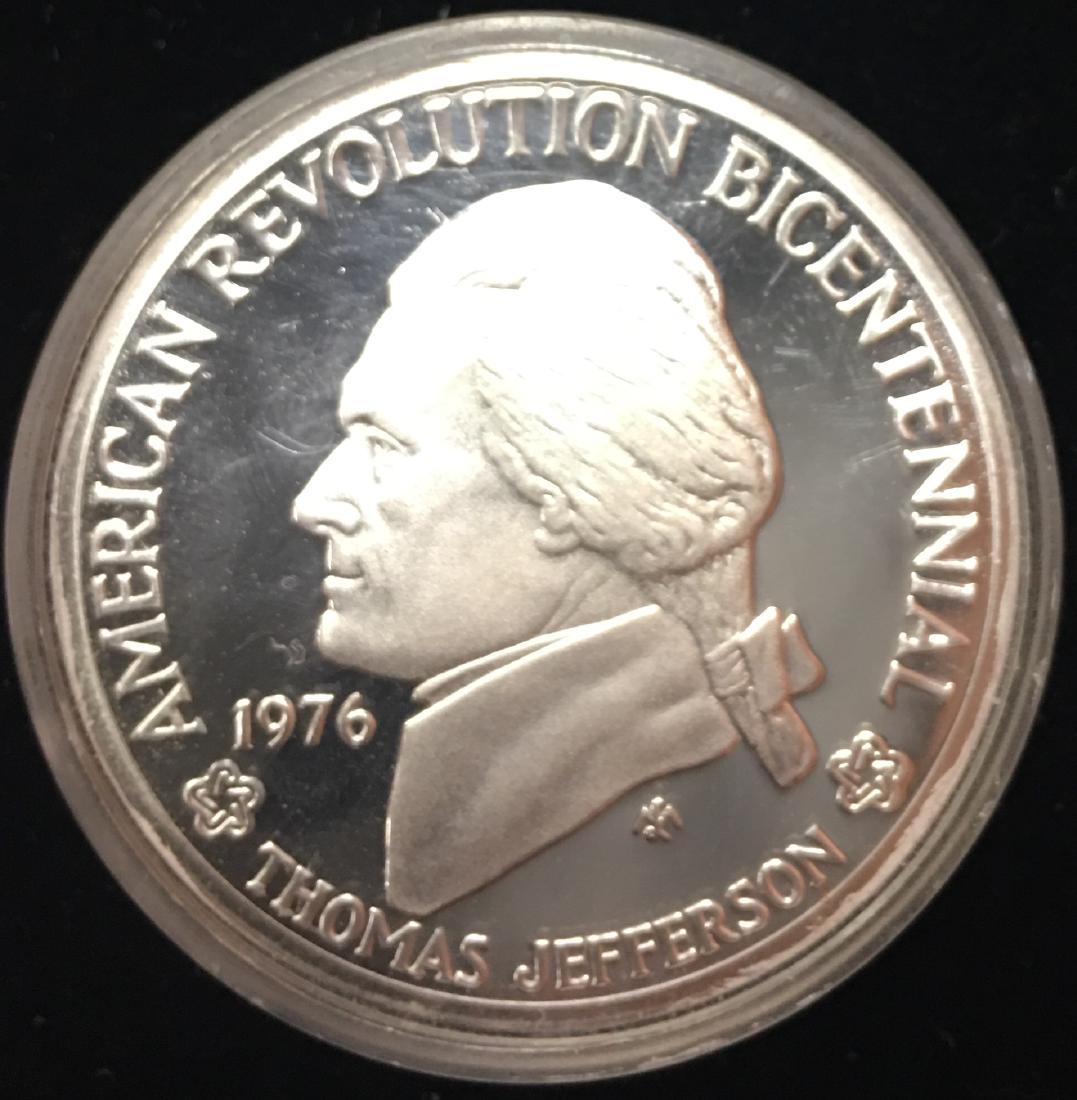 AMERICAN REVOLUTION BICENTENNIAL
1976
THOMAS JEFFERSON